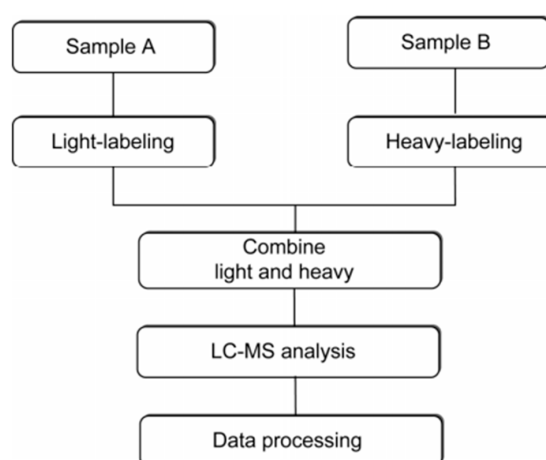 Sample A
Sample B
Light-labeling
Heavy-labeling
Combine
light and heavy
LC-MS analysis
Data processing